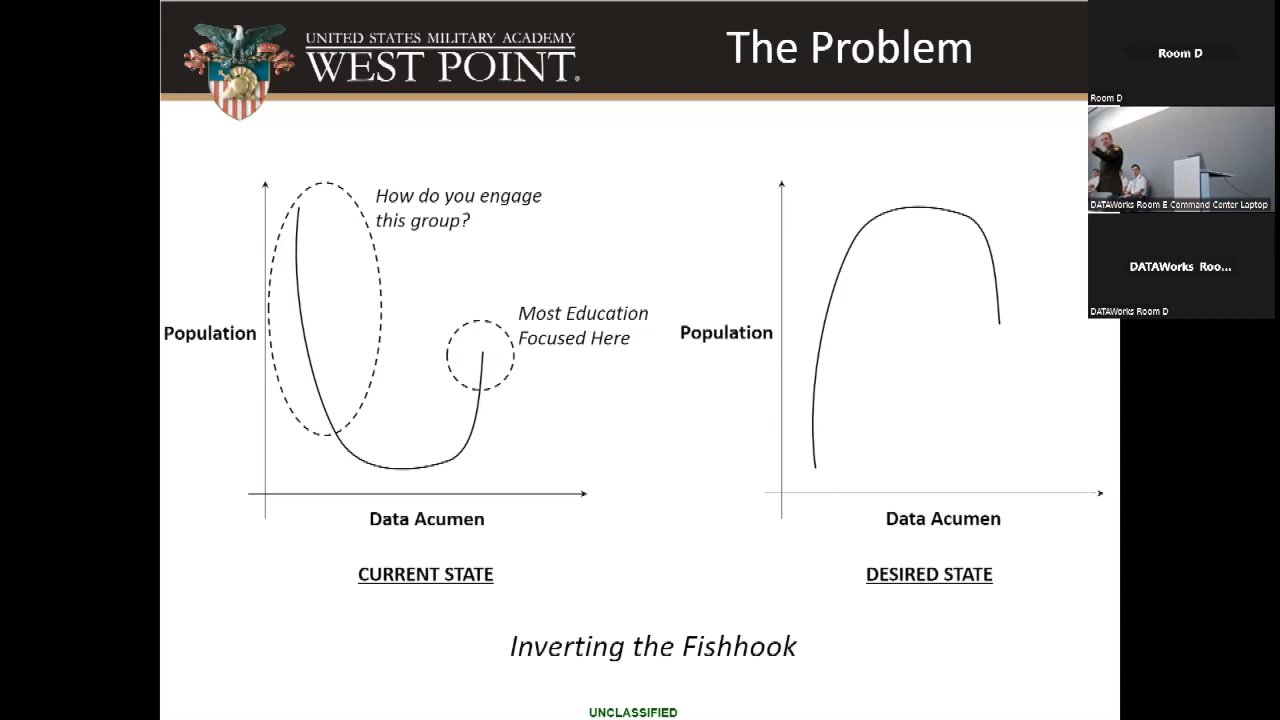 UNITED STATES MILITARY ACADEMY
WEST POINT.
The Problem
How do you engage
this group?
Most Education
Focused Here
Population
Data Acumen
CURRENT STATE
Population
Data Acumen
DESIRED STATE
Inverting the Fishhook
UNCLASSIFIED
Room D
Room D
DATAWorks Room E Command Center Laptop
DATAWorks Roo...
DATAWorks Room D